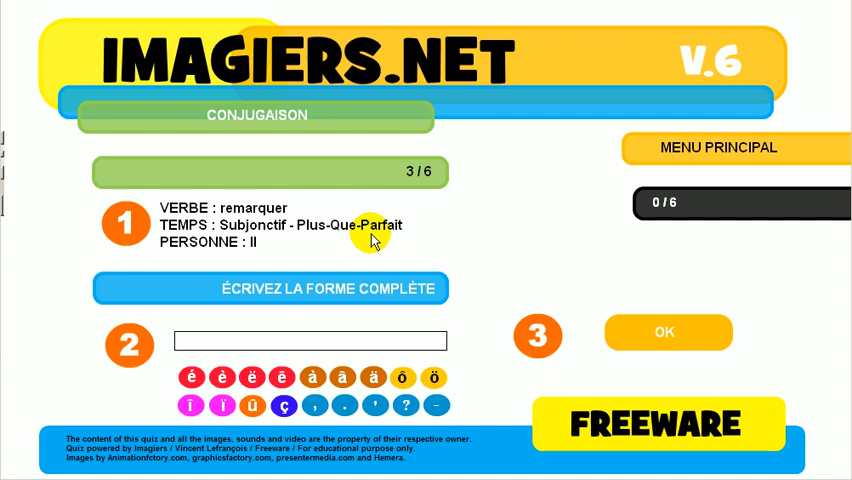 IMAGIERS.NET
V.6
CONJUGAISON
MENU PRINCIPAL
3 / 6
0 / 6
1
VERBE : remarquer
TEMPS : Subjonctif - Plus-Que-Parfait
PERSONNE : II
ÉCRIVEZ LA FORME COMPLÈTE
2
3
OK
é è ë ē à â ä ô ö
Î Ï Û ç , . ' ? -
FREEWARE
The content of this quiz and all the images, sounds and video are the property of their respective owner.
Quiz powered by Imagiers / Vincent Lefrançois / Freeware / For educational purpose only.
Images by Animationfctory.com, graphicsfactory.com, presentermedia.com and Hemera.